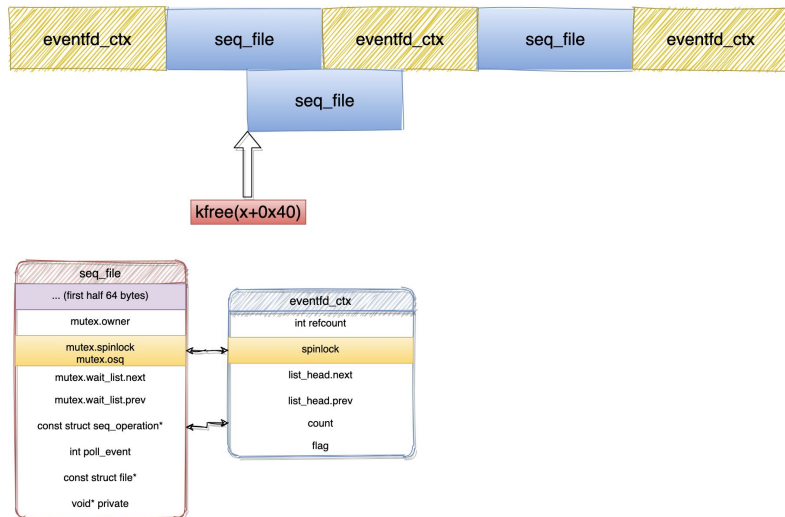 eventfd_ctx
seq_file
eventfd_ctx
seq_file
eventfd_ctx
seq_file
kfree(x+0x40)
seq_file
... (first half 64 bytes)
mutex.owner
mutex.spinlock
mutex.osq
mutex.wait_list.next
mutex.wait_list.prev
const struct seq_operation*
int poll_event
const struct file*
void* private
eventfd_ctx
int refcount
spinlock
list_head.next
list_head.prev
count
flag